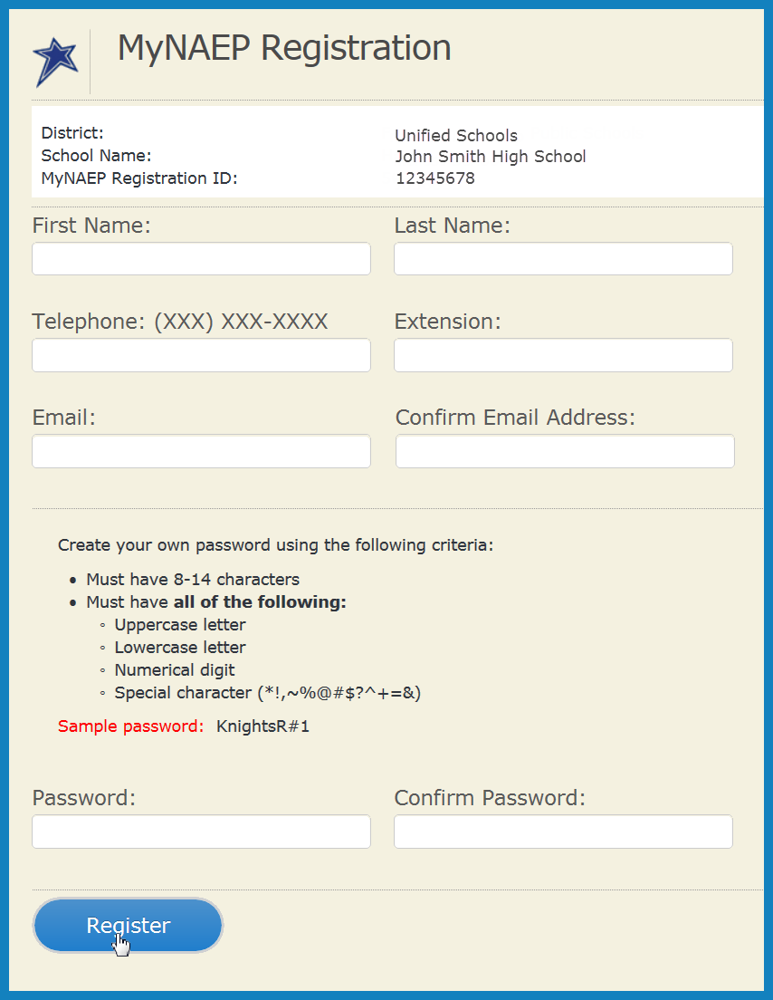 MyNAEP Registration
District: Unified Schools
School Name: John Smith High School
MyNAEP Registration ID: 12345678
First Name: Last Name:
Telephone: (XXX) XXX-XXXX Extension:
Email: Confirm Email Address:
Create your own password using the following criteria:
• Must have 8-14 characters
• Must have all of the following:
◦ Uppercase letter
◦ Lowercase letter
◦ Numerical digit
◦ Special character (*!,~%@#$?^+=&)
Sample password: KnightsR#1
Password: Confirm Password:
Register